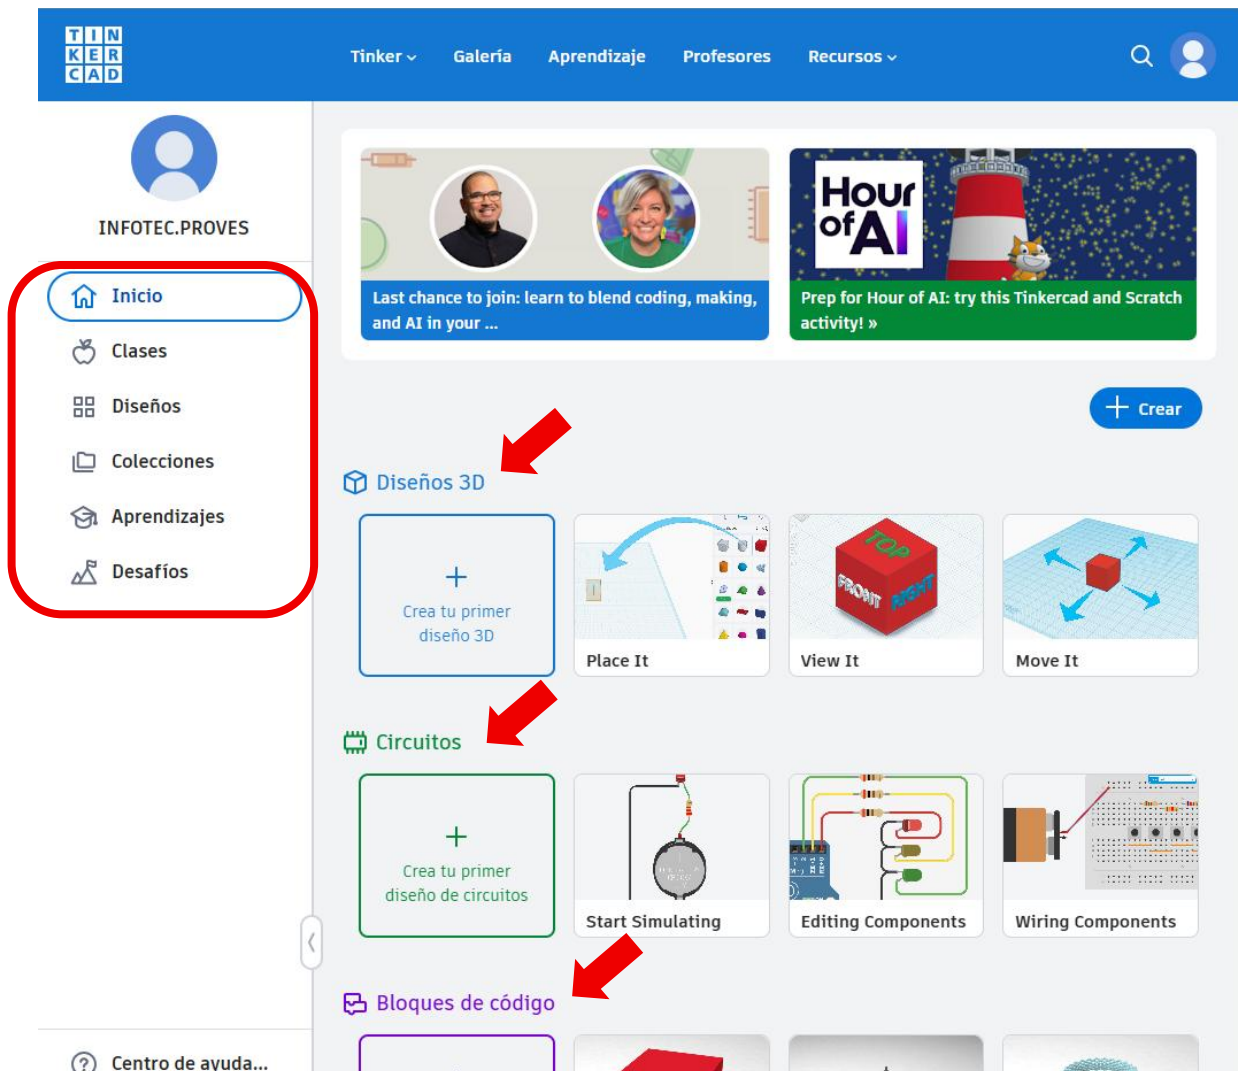 TIN
KER
CAD
Tinker
Galería
Aprendizaje
Profesores
Recursos
INFOTEC.PROVES
Inicio
Clases
Diseños
Colecciones
Aprendizajes
Desafíos
Centro de ayuda...
Hour
of AI
Last chance to join: learn to blend coding, making,
and AI in your ...
Prep for Hour of AI: try this Tinkercad and Scratch
activity! »
Crear
Diseños 3D
Crea tu primer
diseño 3D
Place It
TOP
FRONT
RIGHT
View It
Move It
Circuitos
Crea tu primer
diseño de circuitos
Start Simulating
Editing Components
Wiring Components
Bloques de código